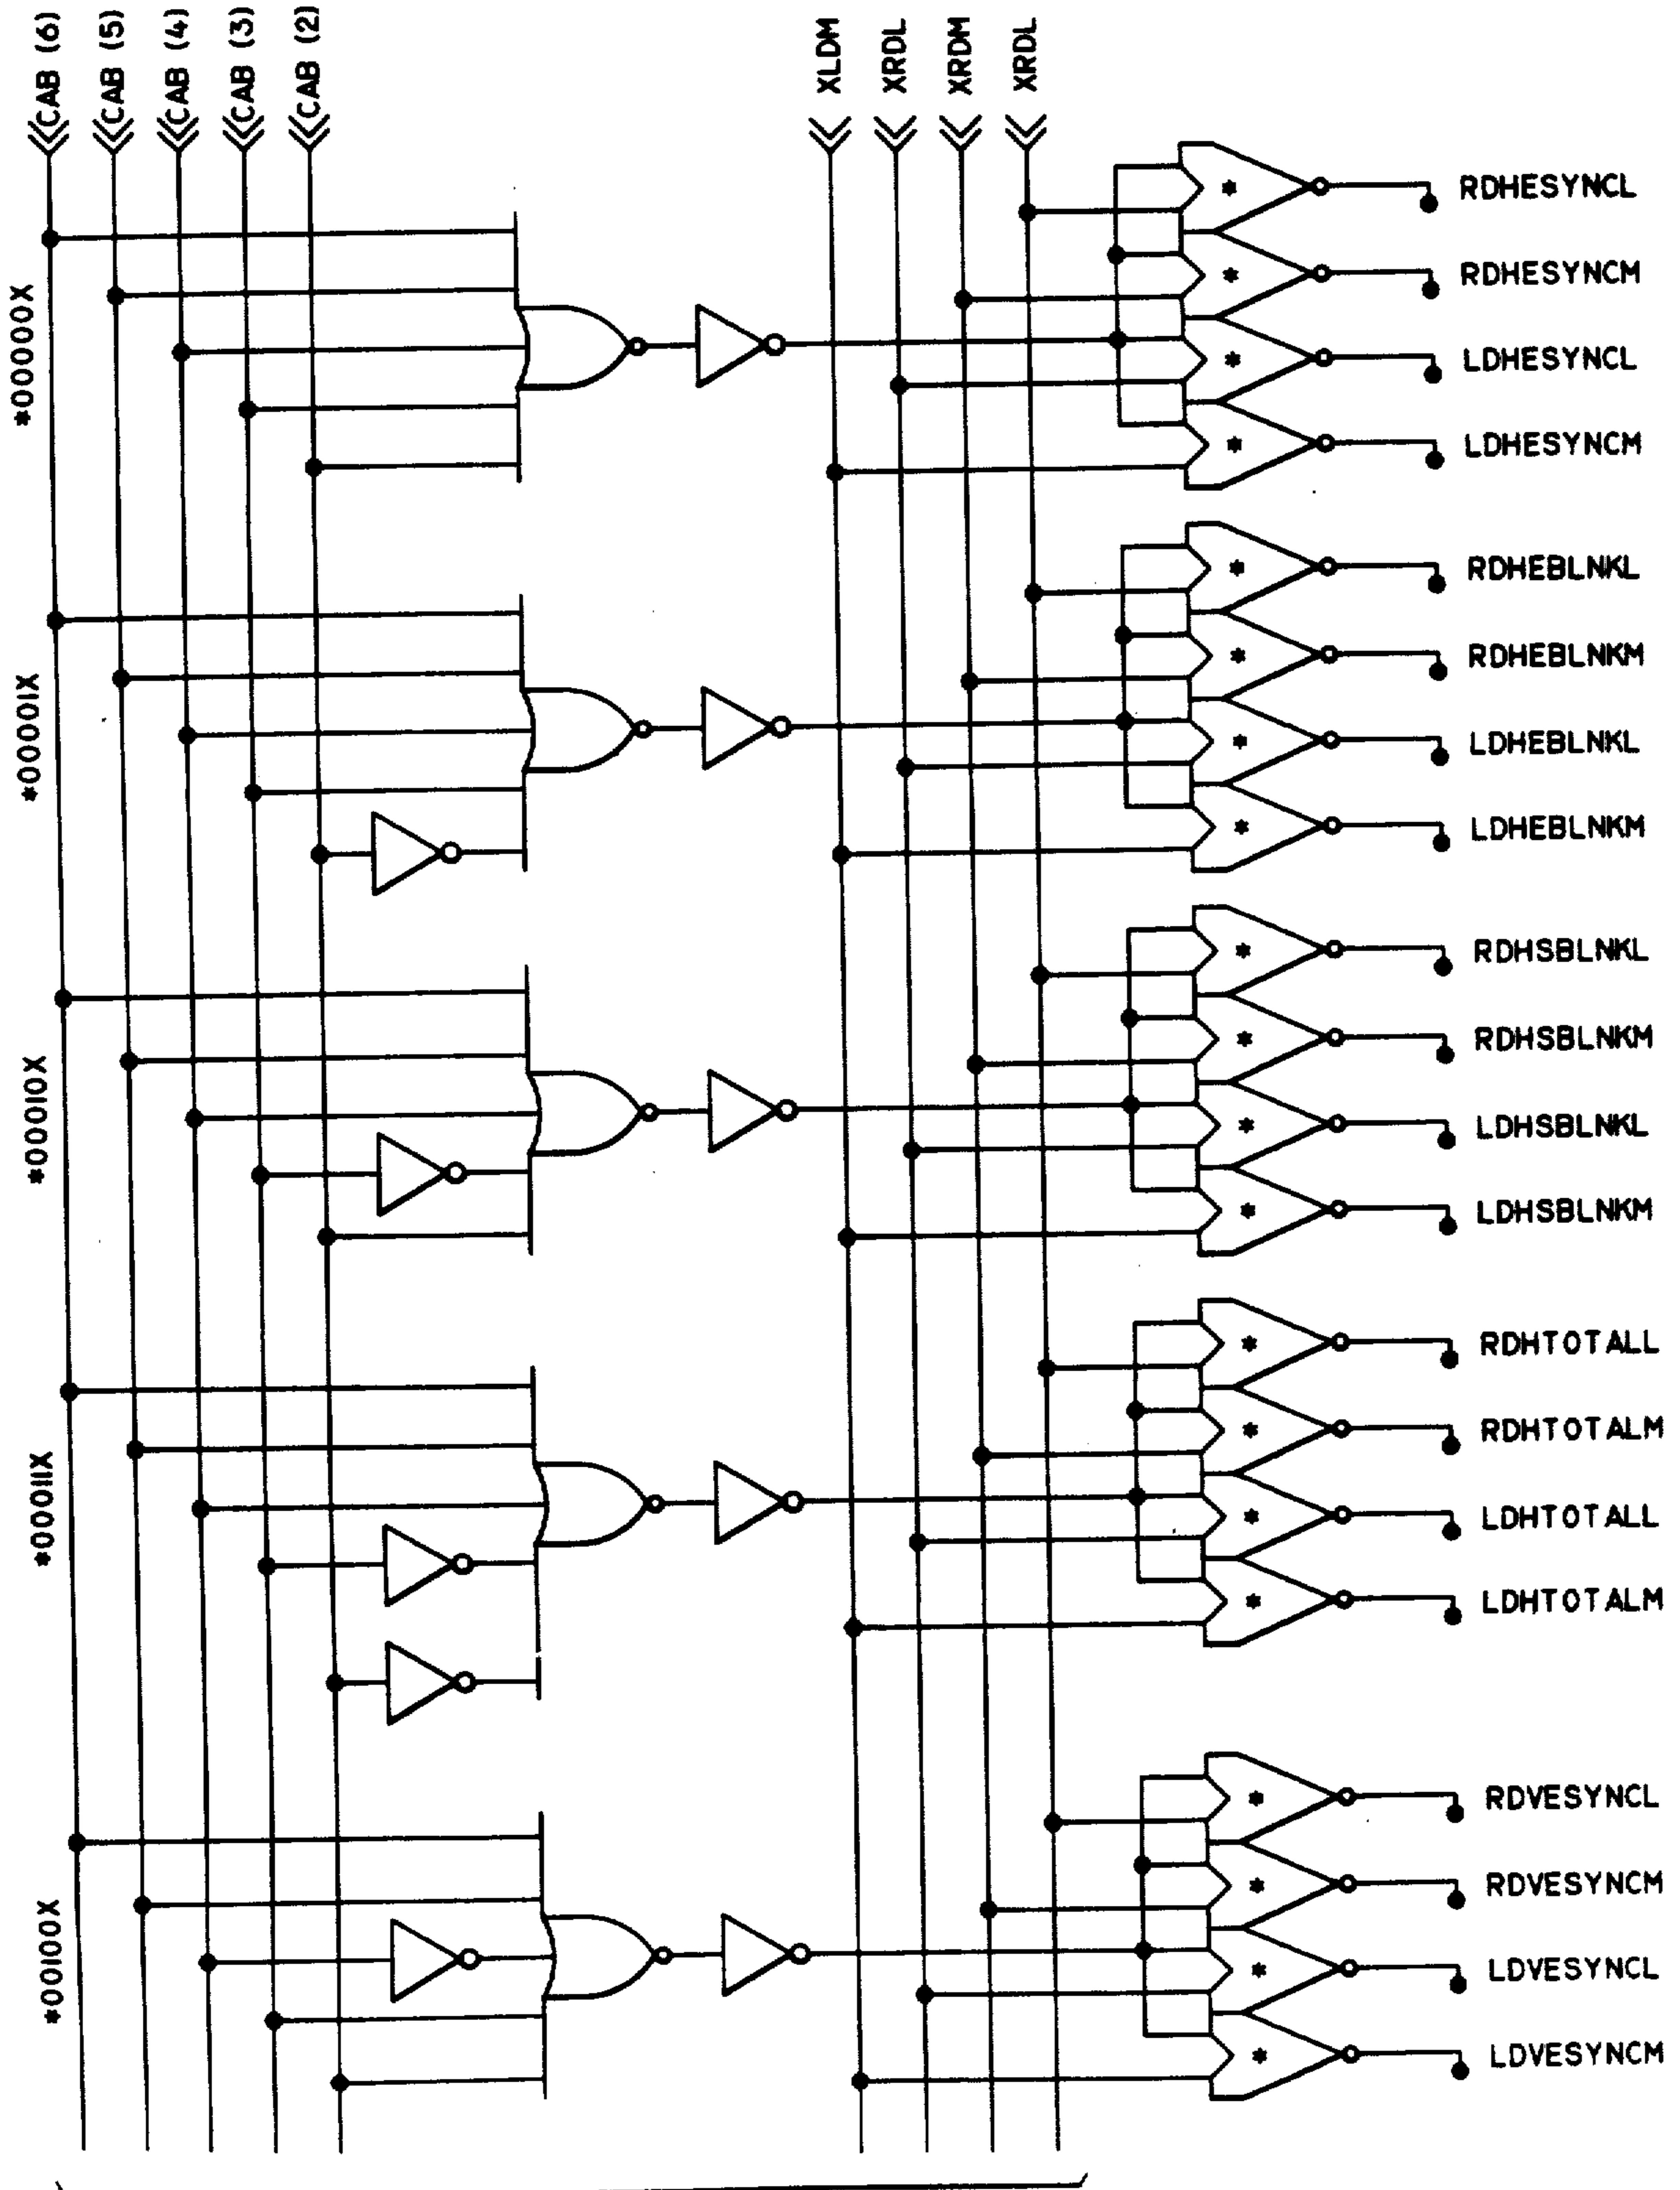 CAB (6)
CAB (5)
CAB (4)
CAB (3)
CAB (2)
XLDM
XRDL
XRDM
XRDL
*00000X
*
RDHESYNCL
*
RDHESYNCM
*
LDHESYNCL
*
LDHESYNCM
*00001X
*
RDHEBLNKL
*
RDHEBLNKM
*
LDHEBLNKL
*
LDHEBLNKM
*00010X
*
RDHSBLNKL
*
RDHSBLNKM
*
LDHSBLNKL
*
LDHSBLNKM
*00011X
*
RDHTOTALL
*
RDHTOTALM
*
LDHTOTALL
*
LDHTOTALM
*00100X
*
RDVESYNCL
*
RDVESYNCM
*
LDVESYNCL
*
LDVESYNCM